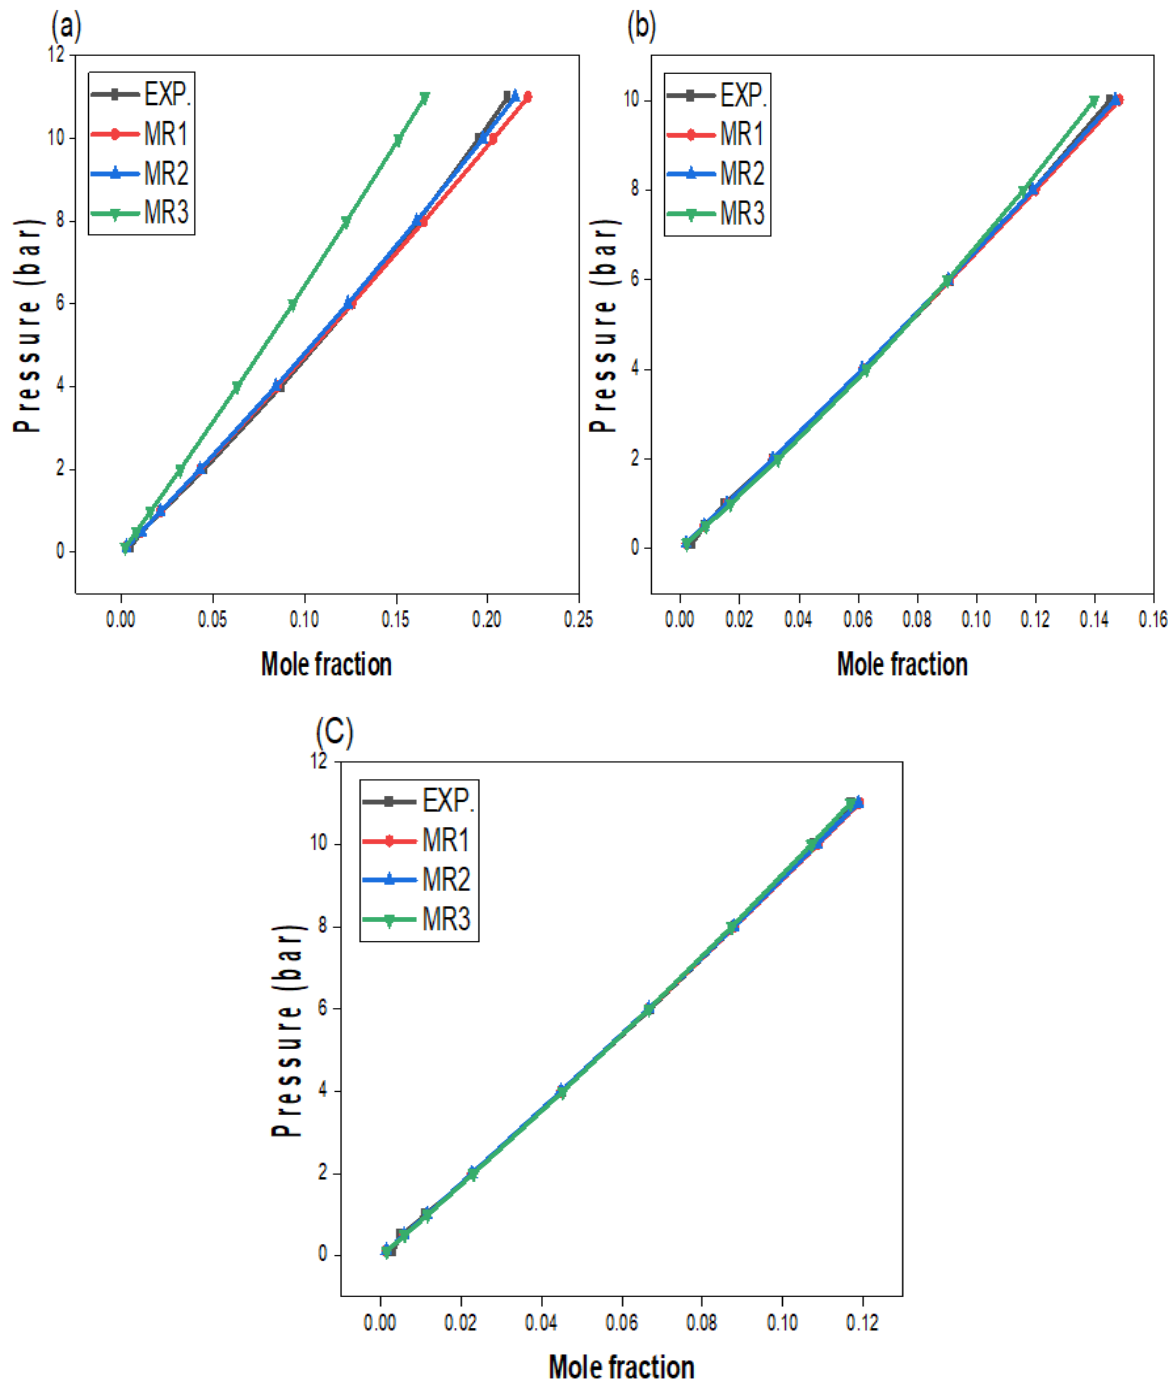 (a)
12
10
8
6
4
2
0
Pressure (bar)
EXP.
MR1
MR2
MR3
0.00 0.05 0.10 0.15 0.20 0.25
Mole fraction
(b)
10
8
6
4
2
0
Pressure (bar)
EXP.
MR1
MR2
MR3
0.00 0.02 0.04 0.06 0.08 0.10 0.12 0.14 0.16
Mole fraction
(C)
12
10
8
6
4
2
0
Pressure (bar)
EXP.
MR1
MR2
MR3
0.00 0.02 0.04 0.06 0.08 0.10 0.12
Mole fraction